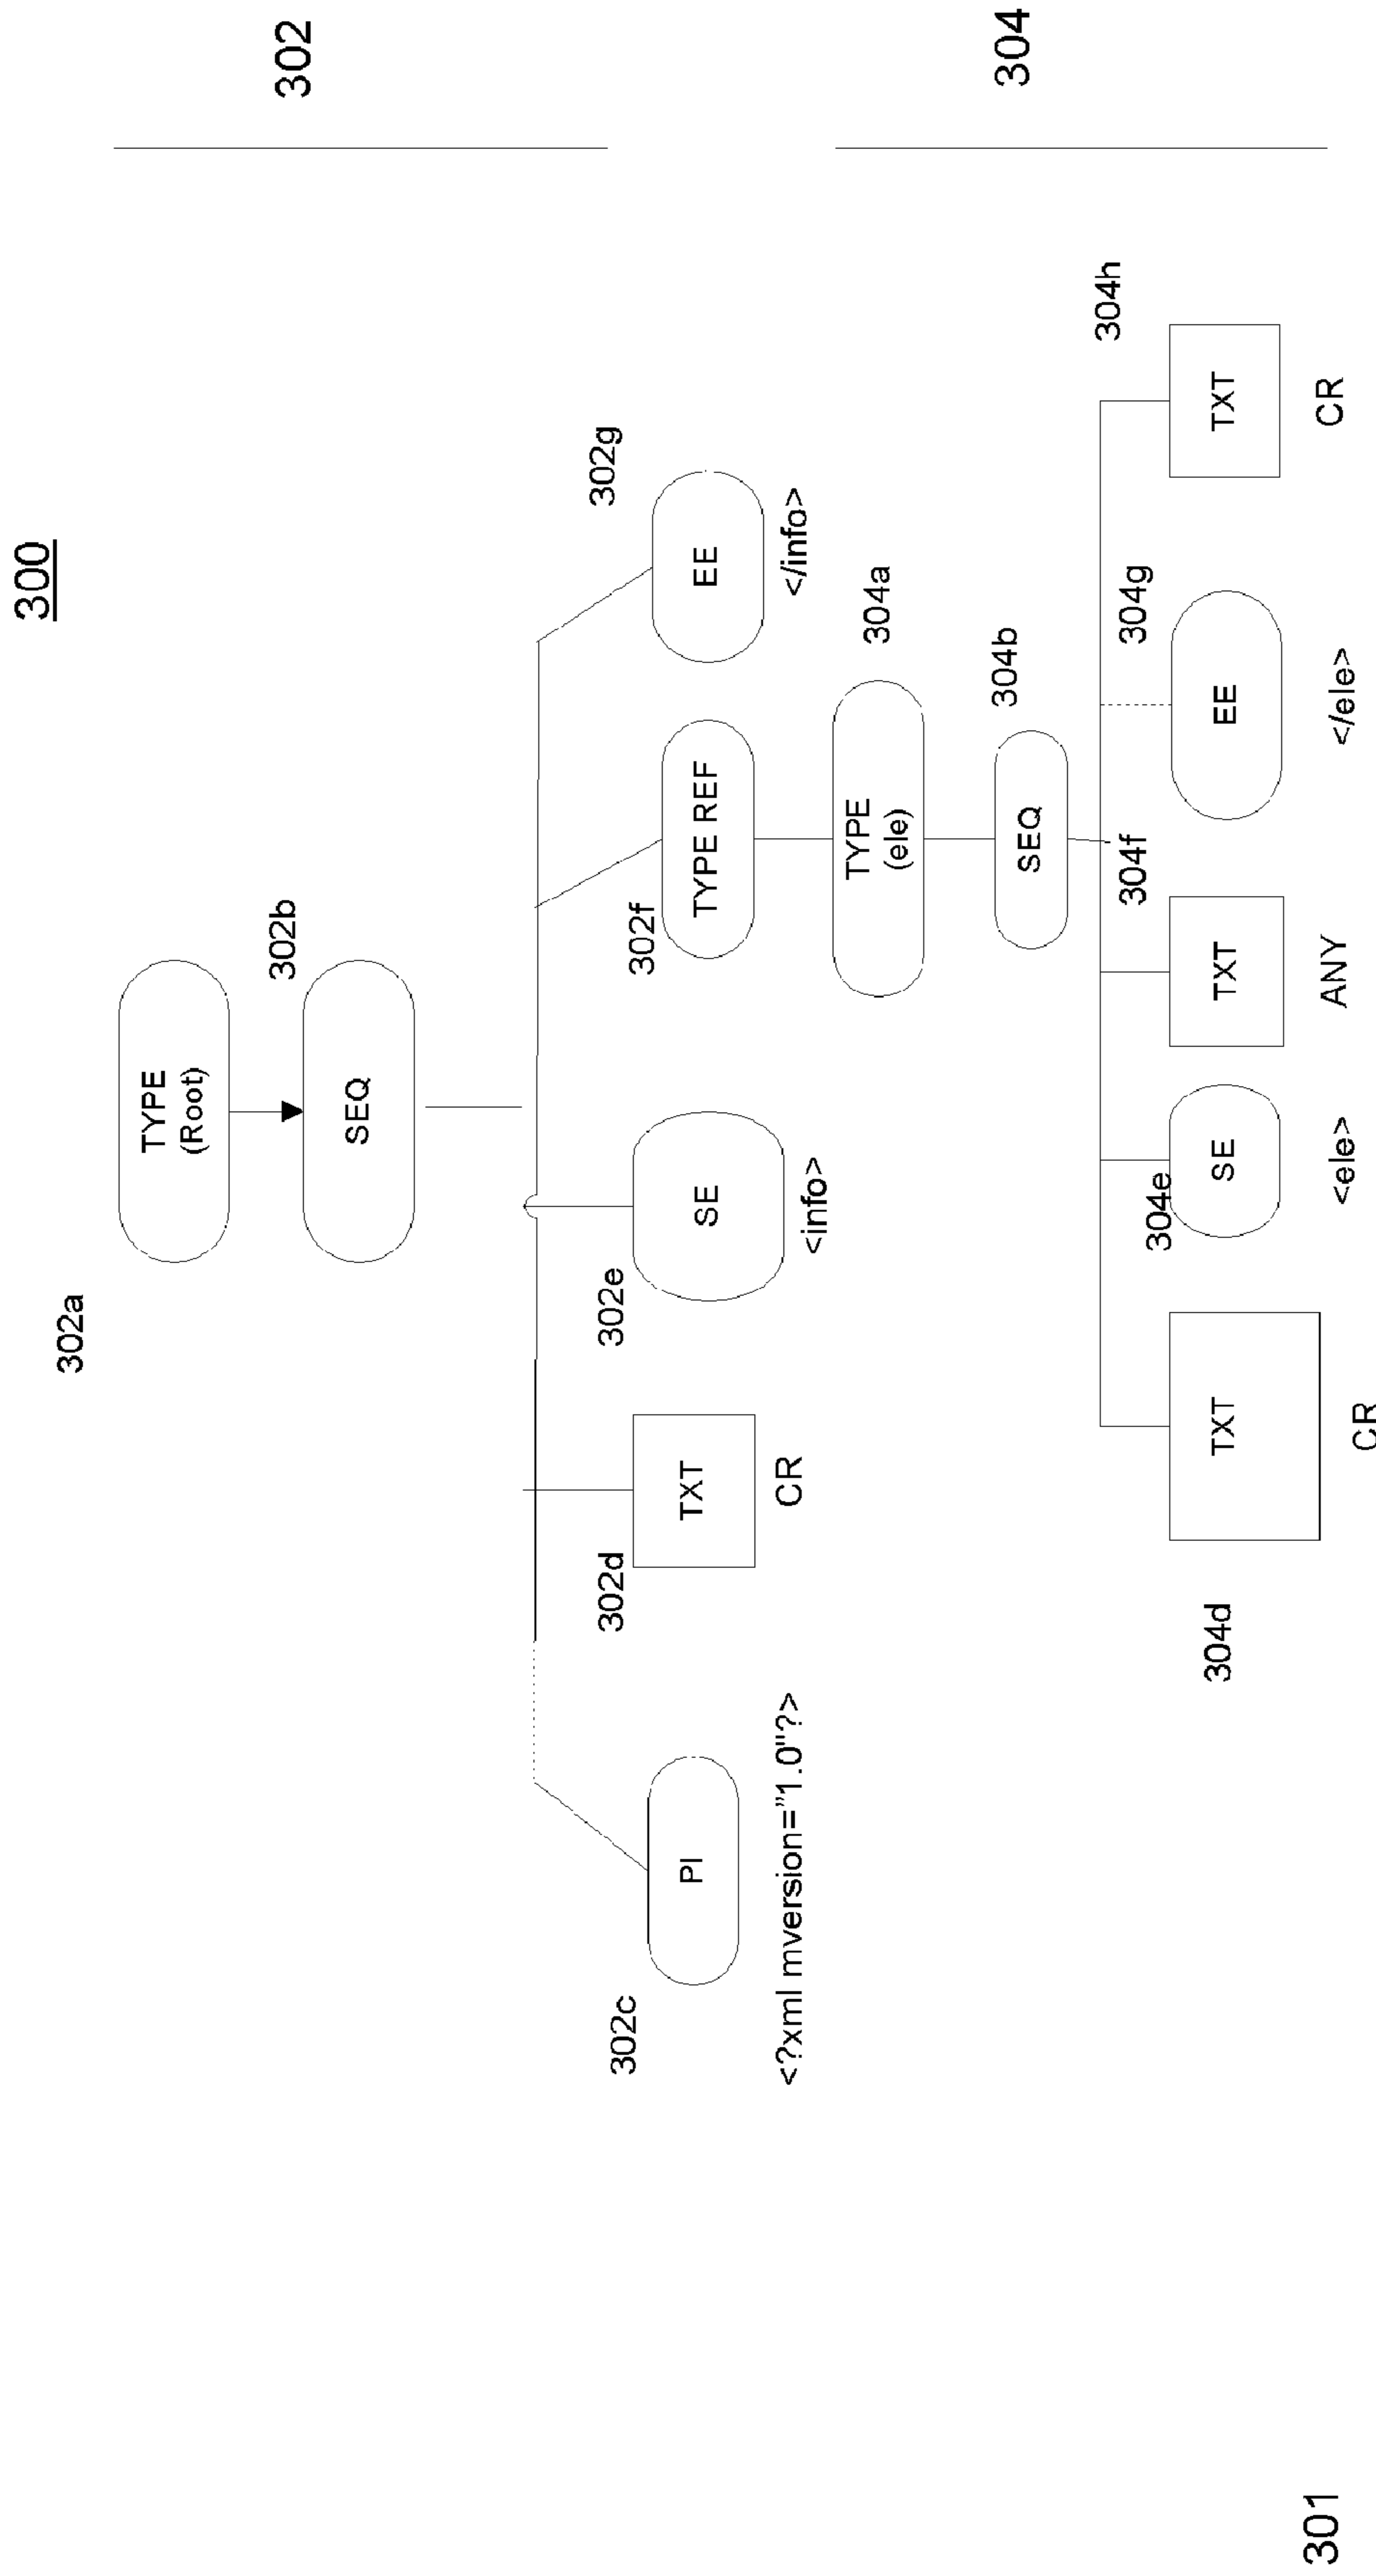 300
302
304
302a
TYPE
(Root)
302b
SEQ
302c
PI
<?xml mversion="1.0"?>
302d
TXT
CR
302e
SE
<info>
302f
TYPE REF
302g
EE
</info>
304a
TYPE
(ele)
304b
SEQ
304d
TXT
CR
304e
SE
<ele>
304f
TXT
ANY
304g
EE
</ele>
304h
TXT
CR
301